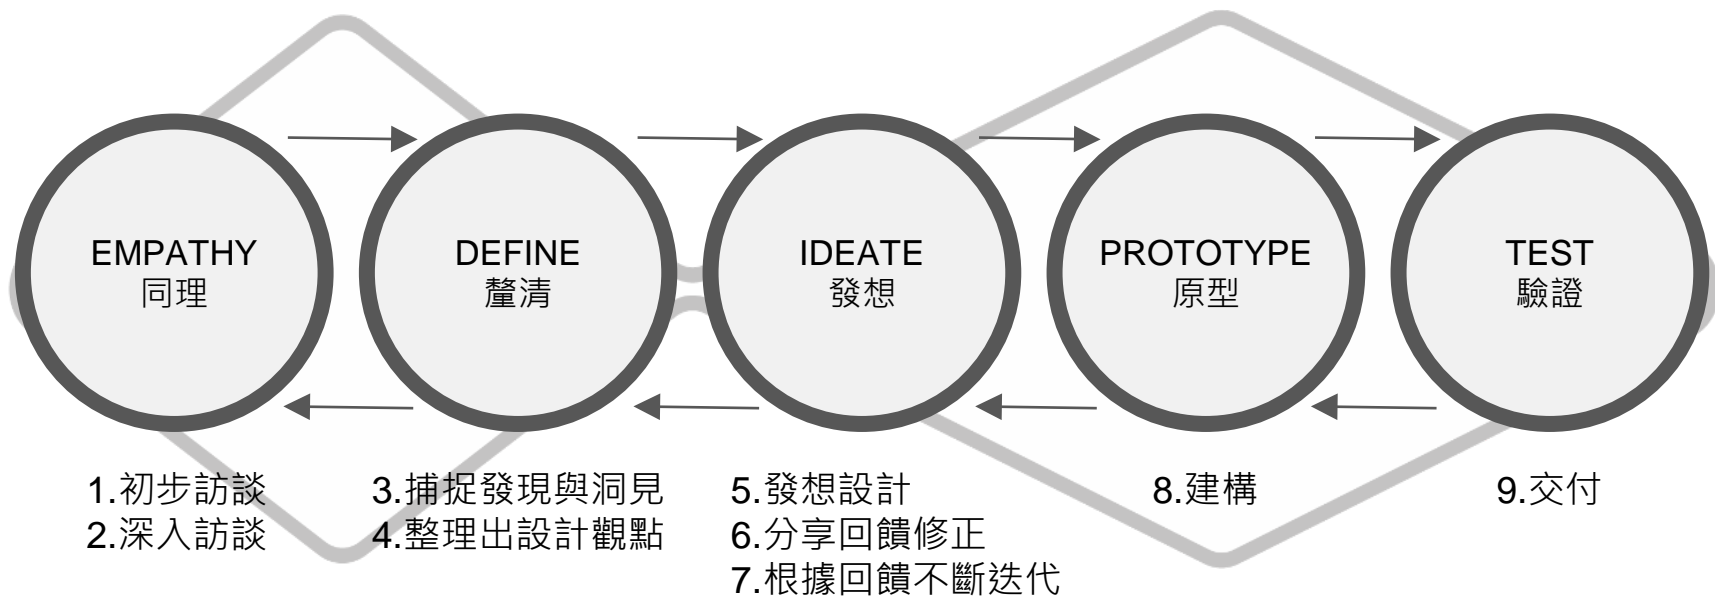 EMPATHY
同理
DEFINE
釐清
IDEATE
發想
PROTOTYPE
原型
TEST
驗證
1.初步訪談
2.深入訪談
3.捕捉發現與洞見
4.整理出設計觀點
5.發想設計
6.分享回饋修正
7.根據回饋不斷迭代
8.建構
9.交付